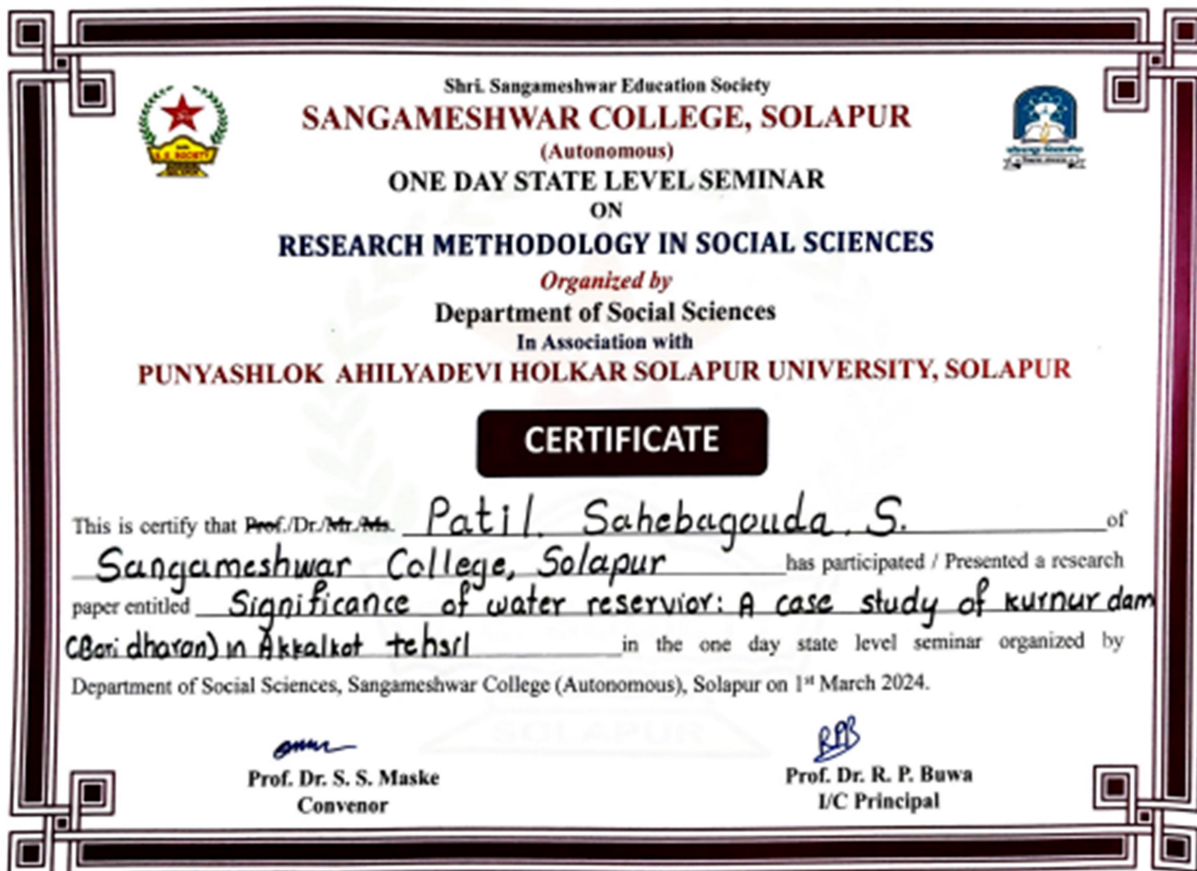 Shri. Sangameshwar Education Society
SANGAMESHWAR COLLEGE, SOLAPUR
(Autonomous)
ONE DAY STATE LEVEL SEMINAR
ON
RESEARCH METHODOLOGY IN SOCIAL SCIENCES
Organized by
Department of Social Sciences
In Association with
PUNYASHLOK AHILYADEVI HOLKAR SOLAPUR UNIVERSITY, SOLAPUR
CERTIFICATE
This is certify that Prof./Dr./Mr./Ms. Patil. Sahebagouda. S. of
Sangameshwar College, Solapur has participated / Presented a research
paper entitled Significance of water reservior: A case study of kurnur dam
(Bori dharan) in Akkalkot tehsil in the one day state level seminar organized by
Department of Social Sciences, Sangameshwar College (Autonomous), Solapur on 1st March 2024.
SOLAPUR
Prof. Dr. S. S. Maske
Convenor
RPB
Prof. Dr. R. P. Buwa
I/C Principal